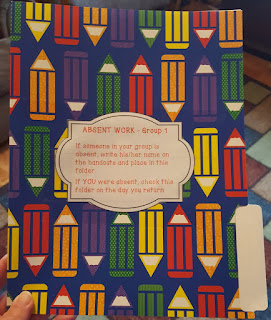 ABSENT WORK - Group 1
If someone in your group is
absent, write his/her name on
the handouts and place in this
folder
If YOU were absent, check this
folder on the day you return